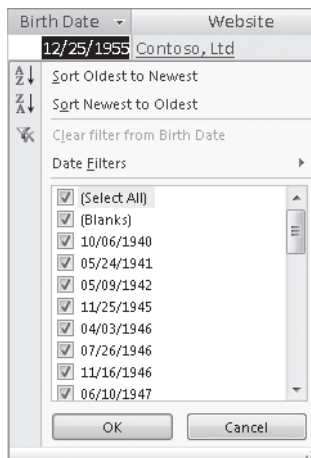 Birth Date Website
12/25/1955 Contoso, Ltd
Sort Oldest to Newest
Sort Newest to Oldest
Clear filter from Birth Date
Date Filters
(Select All)
(Blanks)
10/06/1940
05/24/1941
05/09/1942
11/25/1945
04/03/1946
07/26/1946
11/16/1946
06/10/1947
OK Cancel